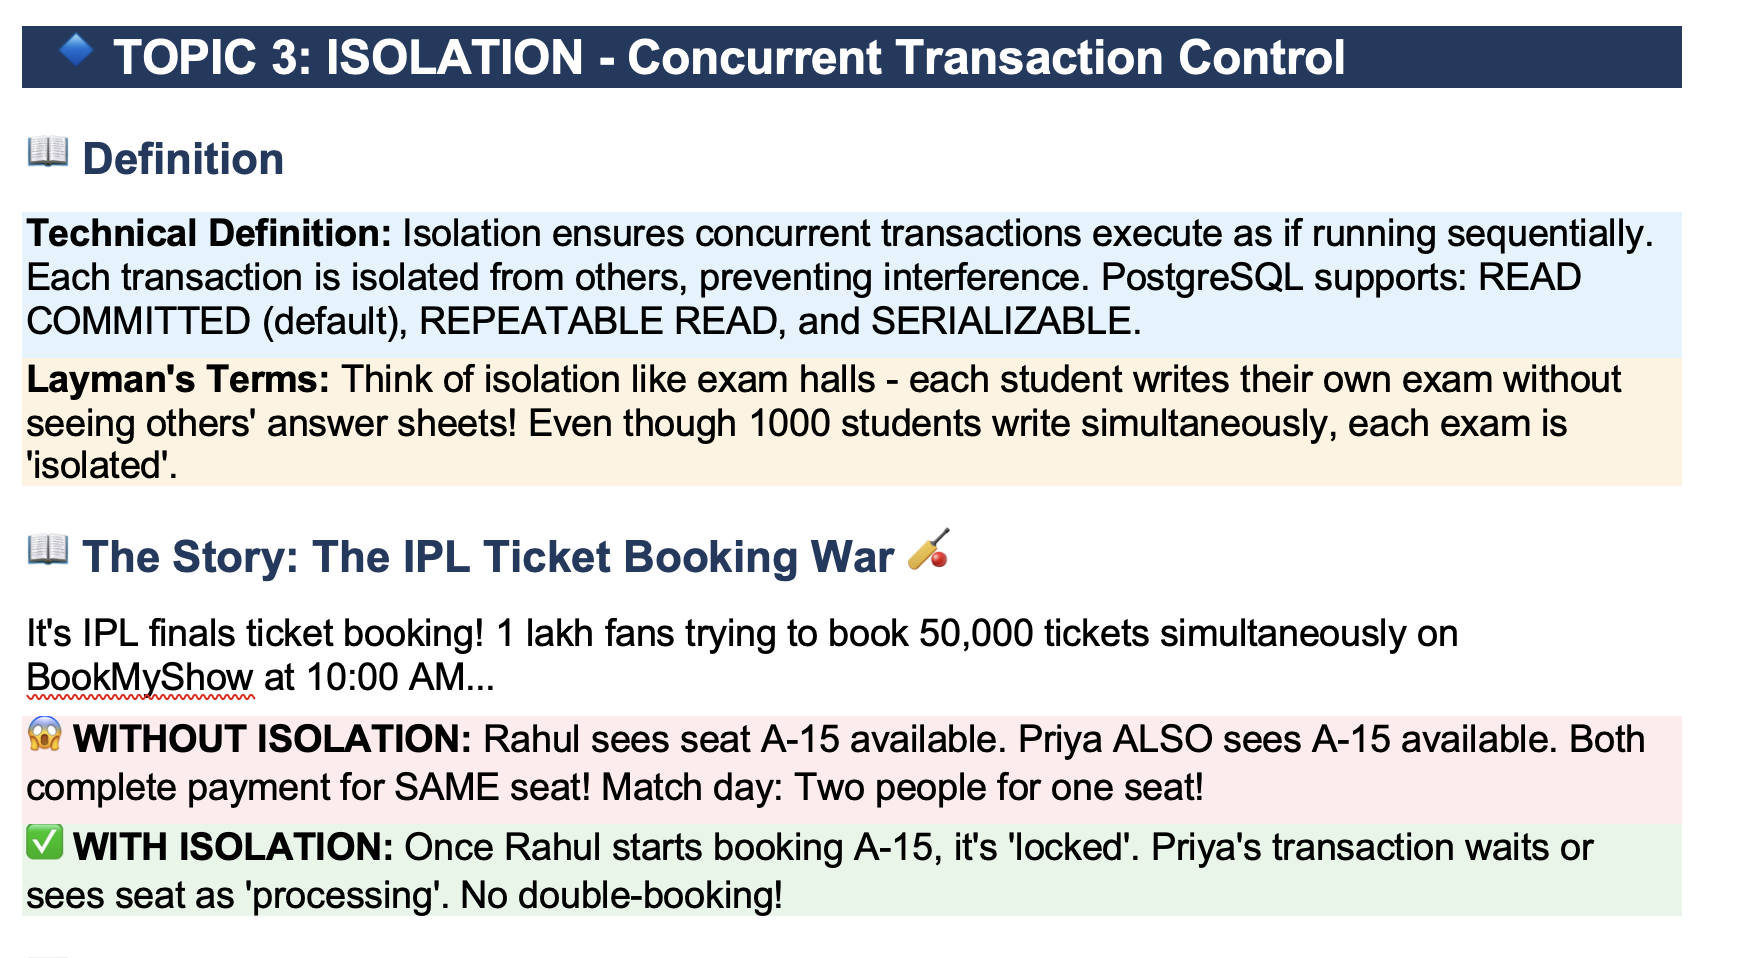 🔹 TOPIC 3: ISOLATION - Concurrent Transaction Control
📖 Definition
Technical Definition: Isolation ensures concurrent transactions execute as if running sequentially.
Each transaction is isolated from others, preventing interference. PostgreSQL supports: READ
COMMITTED (default), REPEATABLE READ, and SERIALIZABLE.
Layman's Terms: Think of isolation like exam halls - each student writes their own exam without
seeing others' answer sheets! Even though 1000 students write simultaneously, each exam is
'isolated'.
📖 The Story: The IPL Ticket Booking War 🏏
It's IPL finals ticket booking! 1 lakh fans trying to book 50,000 tickets simultaneously on
BookMyShow at 10:00 AM...
😱 WITHOUT ISOLATION: Rahul sees seat A-15 available. Priya ALSO sees A-15 available. Both
complete payment for SAME seat! Match day: Two people for one seat!
✅ WITH ISOLATION: Once Rahul starts booking A-15, it's 'locked'. Priya's transaction waits or
sees seat as 'processing'. No double-booking!